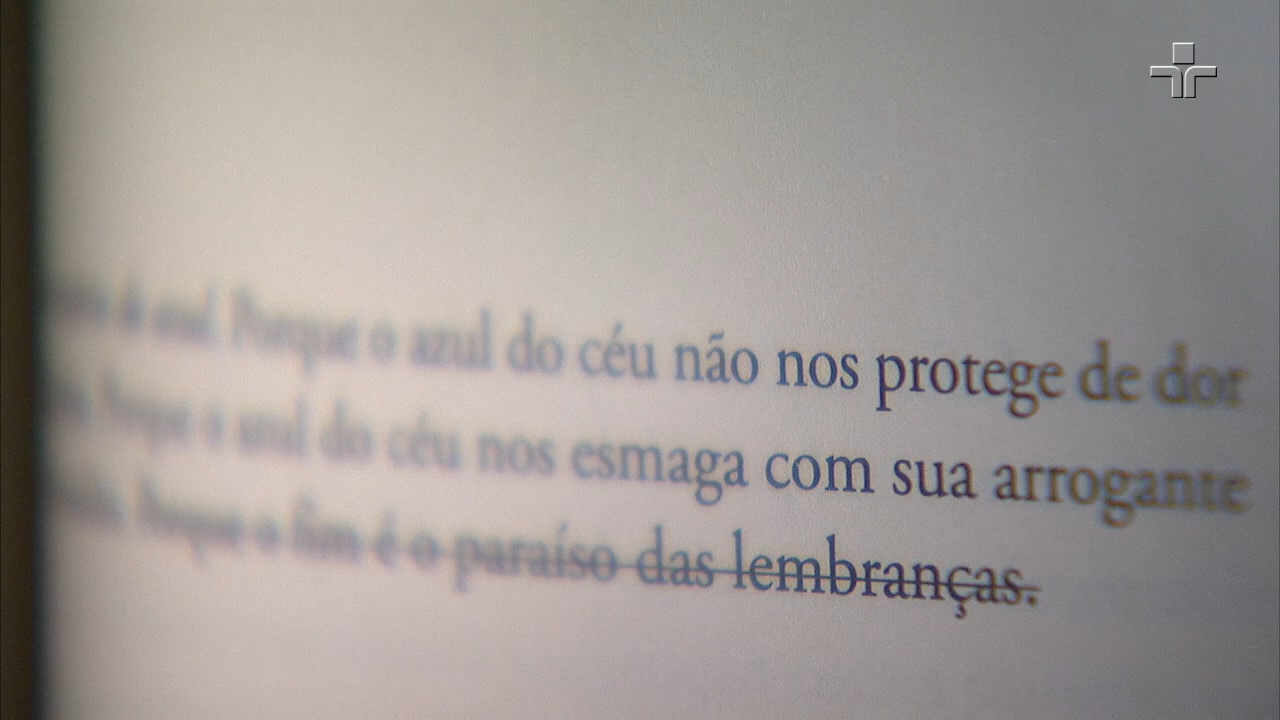 Porque o azul do céu não nos protege de dor
Porque o azul do céu nos esmaga com sua arrogante
Porque o fim é o paraíso das lembranças.